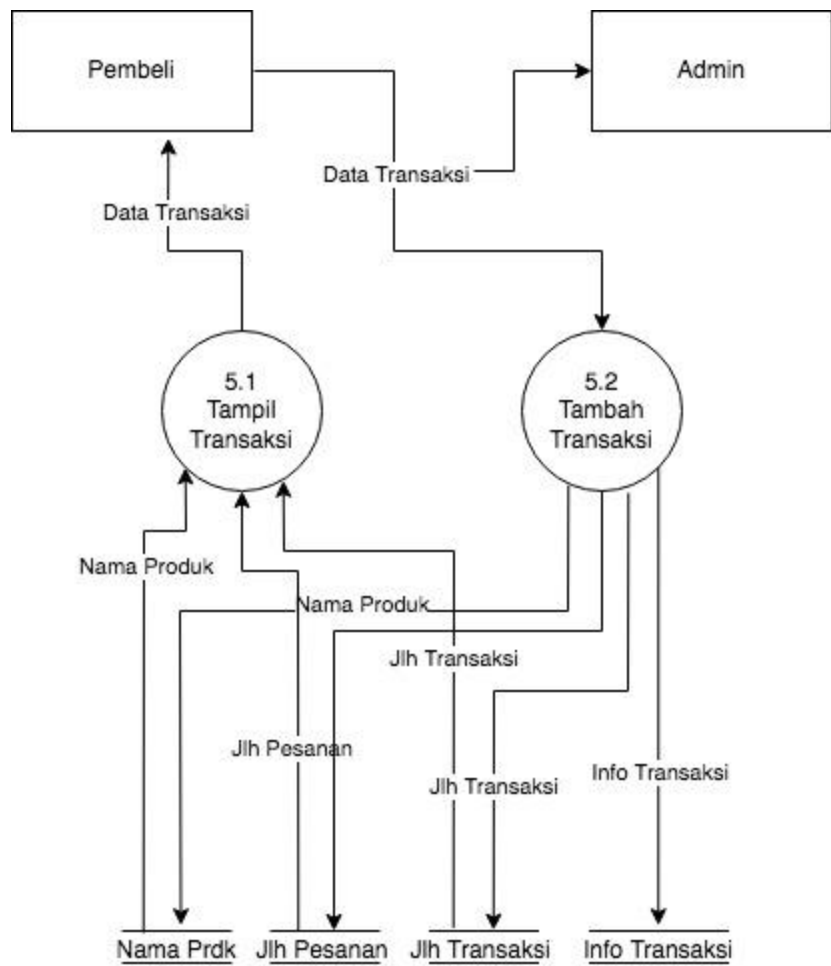 Pembeli
Admin
Data Transaksi
Data Transaksi
5.1
Tampil
Transaksi
5.2
Tambah
Transaksi
Nama Produk
Nama Produk
Jlh Transaksi
Jlh Pesanan
Jlh Transaksi
Info Transaksi
Nama Prdk
Jlh Pesanan
Jlh Transaksi
Info Transaksi